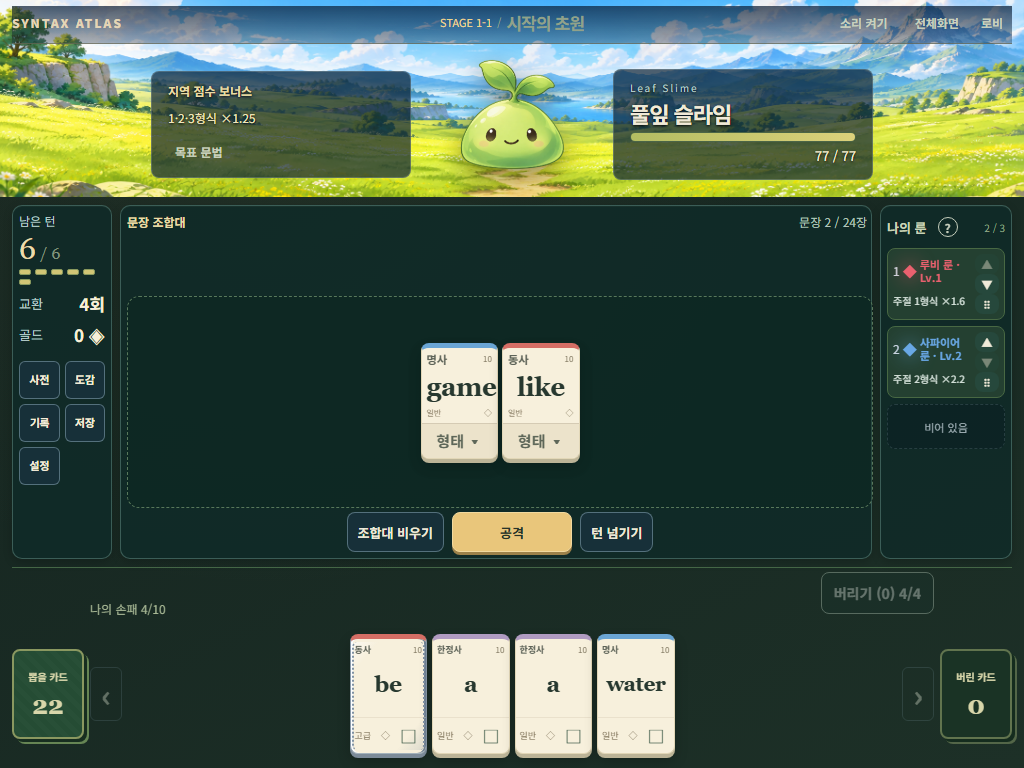 SYNTAX ATLAS
STAGE 1-1 / 시작의 초원
소리 켜기
전체화면
로비
지역 점수 보너스
1·2·3형식 ×1.25
목표 문법
Leaf Slime
풀잎 슬라임
77 / 77
남은 턴
6 / 6
교환 4회
골드 0
사전
도감
기록
저장
설정
문장 조합대
문장 2 / 24장
명사 10
game
일반
형태
동사 10
like
일반
형태
조합대 비우기
공격
턴 넘기기
나의 룬 ? 2 / 3
1 루비 룬 · Lv.1
주절 1형식 ×1.6
2 사파이어 룬 · Lv.2
주절 2형식 ×2.2
비어 있음
버리기 (0) 4/4
나의 손패 4/10
뽑을 카드
22
동사 10
be
고급
한정사 10
a
일반
한정사 10
a
일반
명사 10
water
일반
버린 카드
0